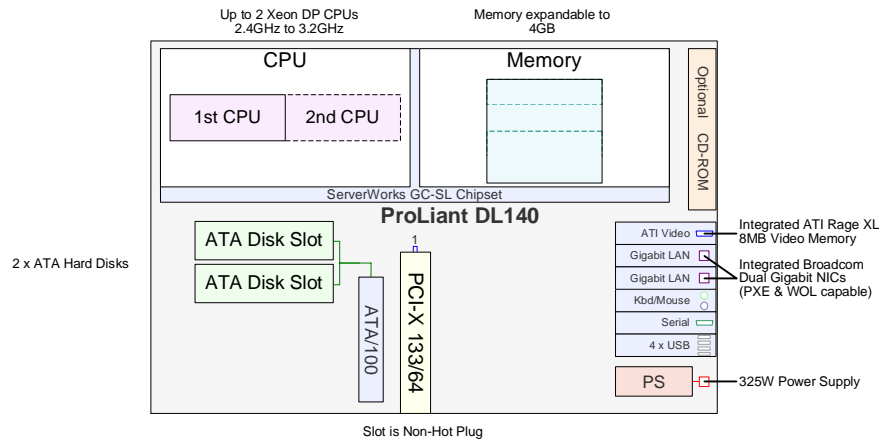 Up to 2 Xeon DP CPUs
2.4GHz to 3.2GHz
Memory expandable to
4GB
CPU
Memory
1st CPU
2nd CPU
Optional CD-ROM
ServerWorks GC-SL Chipset
ProLiant DL140
2 x ATA Hard Disks
ATA Disk Slot
ATA Disk Slot
ATA/100
1
PCI-X 133/64
ATI Video
Integrated ATI Rage XL
8MB Video Memory
Gigabit LAN
Gigabit LAN
Integrated Broadcom
Dual Gigabit NICs
(PXE & WOL capable)
Kbd/Mouse
Serial
4 x USB
PS
325W Power Supply
Slot is Non-Hot Plug